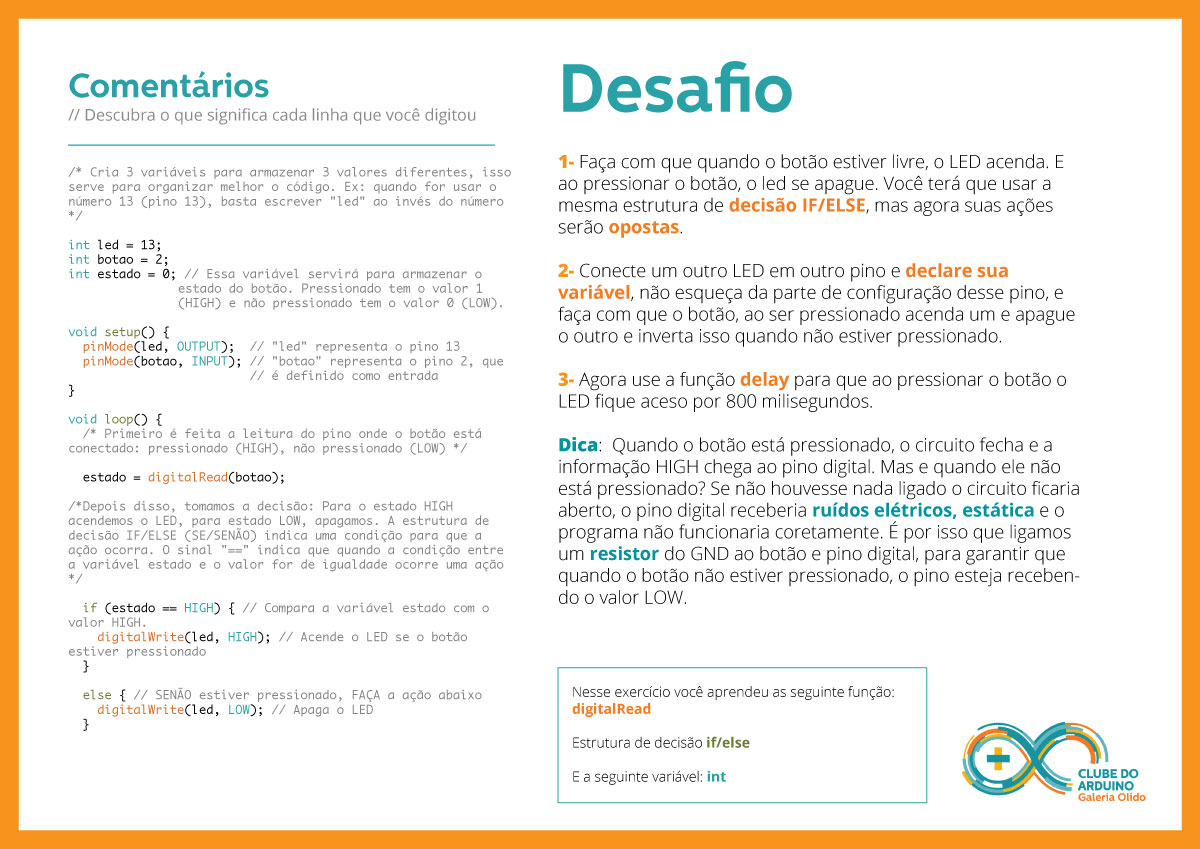 Comentários
// Descubra o que significa cada linha que você digitou
/* Cria 3 variáveis para armazenar 3 valores diferentes, isso
serve para organizar melhor o código. Ex: quando for usar o
número 13 (pino 13), basta escrever "led" ao invés do número
*/
int led = 13;
int botao = 2;
int estado = 0; // Essa variável servirá para armazenar o
estado do botão. Pressionado tem o valor 1
(HIGH) e não pressionado tem o valor 0 (LOW).
void setup() {
pinMode(led, OUTPUT); // "led" representa o pino 13
pinMode(botao, INPUT); // "botao" representa o pino 2, que
// é definido como entrada
}
void loop() {
/* Primeiro é feita a leitura do pino onde o botão está
conectado: pressionado (HIGH), não pressionado (LOW) */
estado = digitalRead(botao);
/*Depois disso, tomamos a decisão: Para o estado HIGH
acendemos o LED, para estado LOW, apagamos. A estrutura de
decisão IF/ELSE (SE/SENÃO) indica uma condição para que a
ação ocorra. O sinal "==" indica que quando a condição entre
a variável estado e o valor for de igualdade ocorre uma ação
*/
if (estado == HIGH) { // Compara a variável estado com o
valor HIGH.
digitalWrite(led, HIGH); // Acende o LED se o botão
estiver pressionado
}
else { // SENÃO estiver pressionado, FAÇA a ação abaixo
digitalWrite(led, LOW); // Apaga o LED
}
Desafio
1- Faça com que quando o botão estiver livre, o LED acenda. E
ao pressionar o botão, o led se apague. Você terá que usar a
mesma estrutura de decisão IF/ELSE, mas agora suas ações
serão opostas.
2- Conecte um outro LED em outro pino e declare sua
variável, não esqueça da parte de configuração desse pino, e
faça com que o botão, ao ser pressionado acenda um e apague
o outro e inverta isso quando não estiver pressionado.
3- Agora use a função delay para que ao pressionar o botão o
LED fique aceso por 800 milisegundos.
Dica: Quando o botão está pressionado, o circuito fecha e a
informação HIGH chega ao pino digital. Mas e quando ele não
está pressionado? Se não houvesse nada ligado o circuito ficaria
aberto, o pino digital receberia ruídos elétricos, estática e o
programa não funcionaria coretamente. É por isso que ligamos
um resistor do GND ao botão e pino digital, para garantir que
quando o botão não estiver pressionado, o pino esteja receben-
do o valor LOW.
Nesse exercício você aprendeu as seguinte função:
digitalRead
Estrutura de decisão if/else
E a seguinte variável: int
CLUBE DO
ARDUINO
Galeria Olido